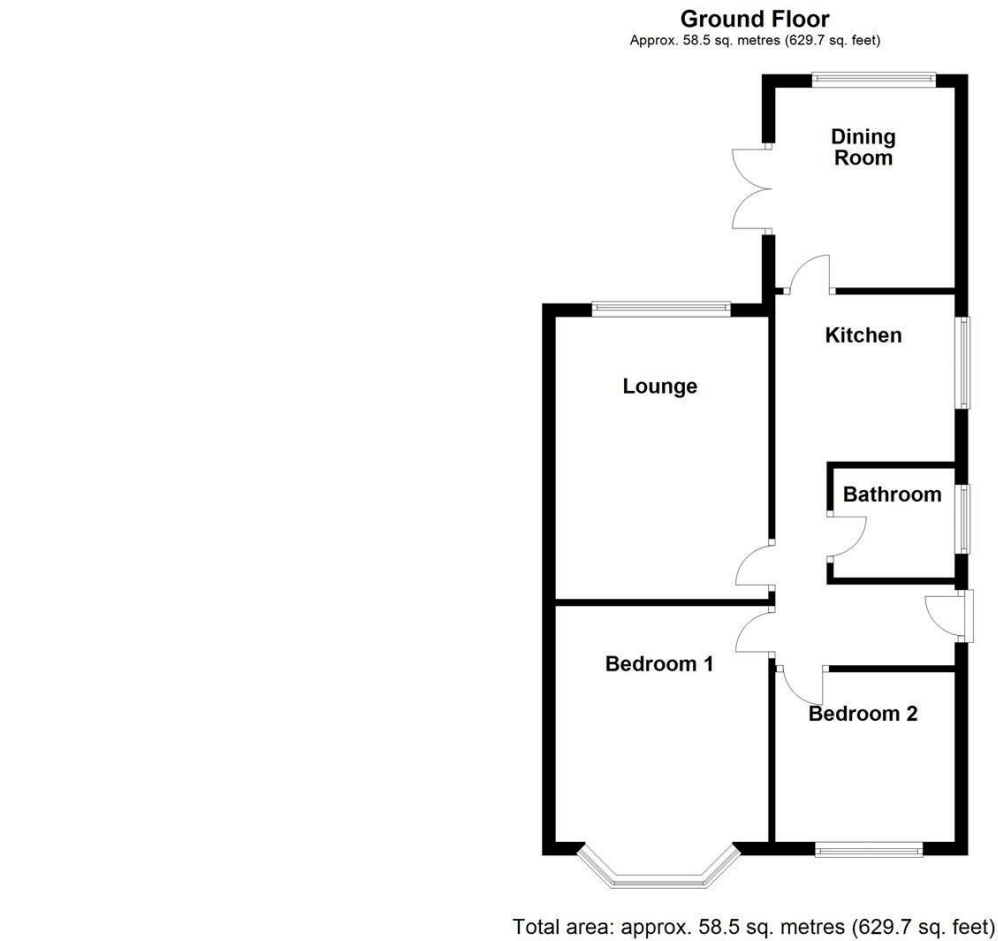 Ground Floor
Approx. 58.5 sq. metres (629.7 sq. feet)
Dining
Room
Kitchen
Lounge
Bathroom
Bedroom 1
Bedroom 2
Total area: approx. 58.5 sq. metres (629.7 sq. feet)